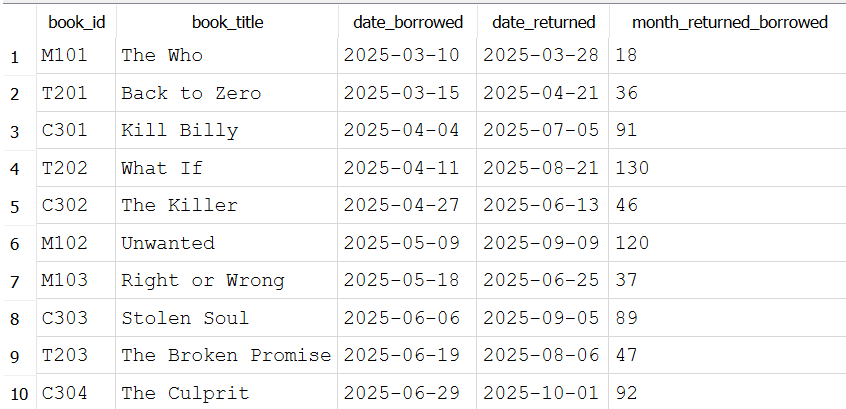 book_id book_title date_borrowed date_returned month_returned_borrowed
1 M101 The Who 2025-03-10 2025-03-28 18
2 T201 Back to Zero 2025-03-15 2025-04-21 36
3 C301 Kill Billy 2025-04-04 2025-07-05 91
4 T202 What If 2025-04-11 2025-08-21 130
5 C302 The Killer 2025-04-27 2025-06-13 46
6 M102 Unwanted 2025-05-09 2025-09-09 120
7 M103 Right or Wrong 2025-05-18 2025-06-25 37
8 C303 Stolen Soul 2025-06-06 2025-09-05 89
9 T203 The Broken Promise 2025-06-19 2025-08-06 47
10 C304 The Culprit 2025-06-29 2025-10-01 92